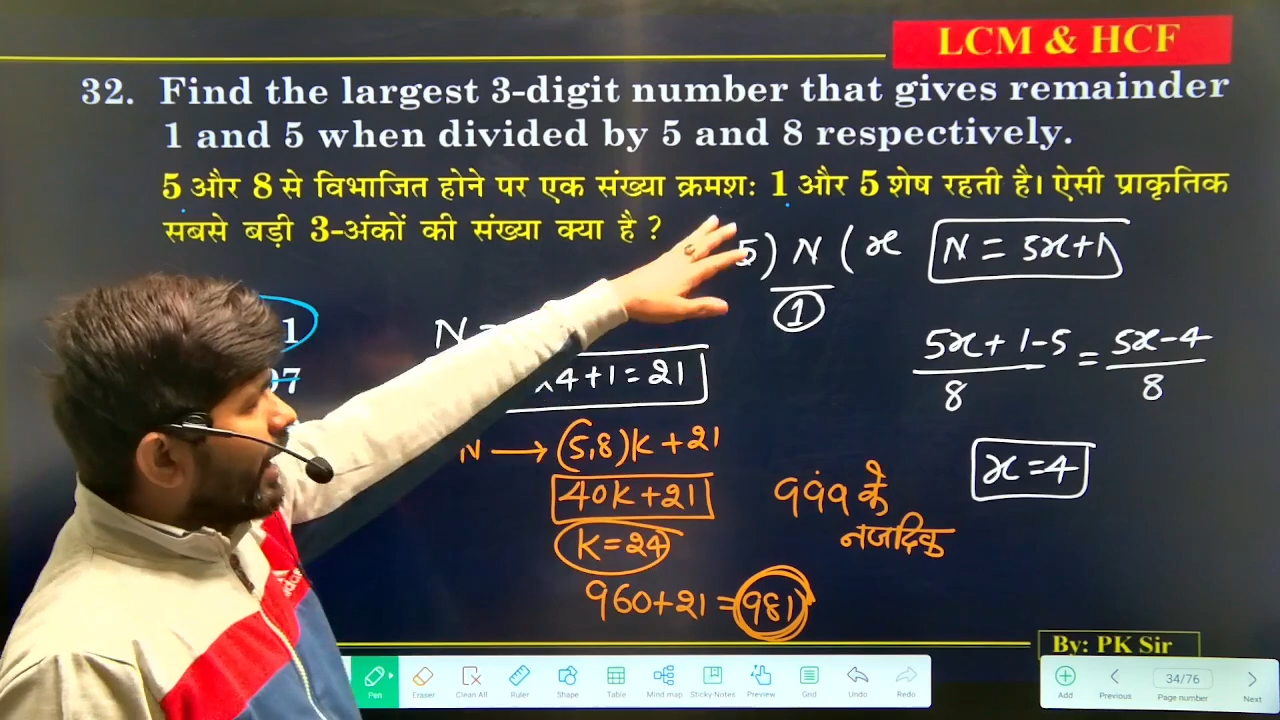 LCM & HCF
32. Find the largest 3-digit number that gives remainder
1 and 5 when divided by 5 and 8 respectively.
5 और 8 से विभाजित होने पर एक संख्या क्रमश: 1 और 5 शेष रहती है। ऐसी प्राकृतिक
सबसे बड़ी 3-अंकों की संख्या क्या है ?
5) N ( x
1
N = 5x+1
5x+1-5/8 = 5x-4/8
x=4
N =
x4+1=21
N → (5,8)k+21
40k+21
k=24
960+21=981
999 के
नजदिक
1
97
adidas
By: PK Sir
Pen
Eraser
Clean All
Ruler
Shape
Table
Mind map
Sticky Notes
Preview
Grid
Undo
Redo
Add
Previous
34/76
Page number
Next